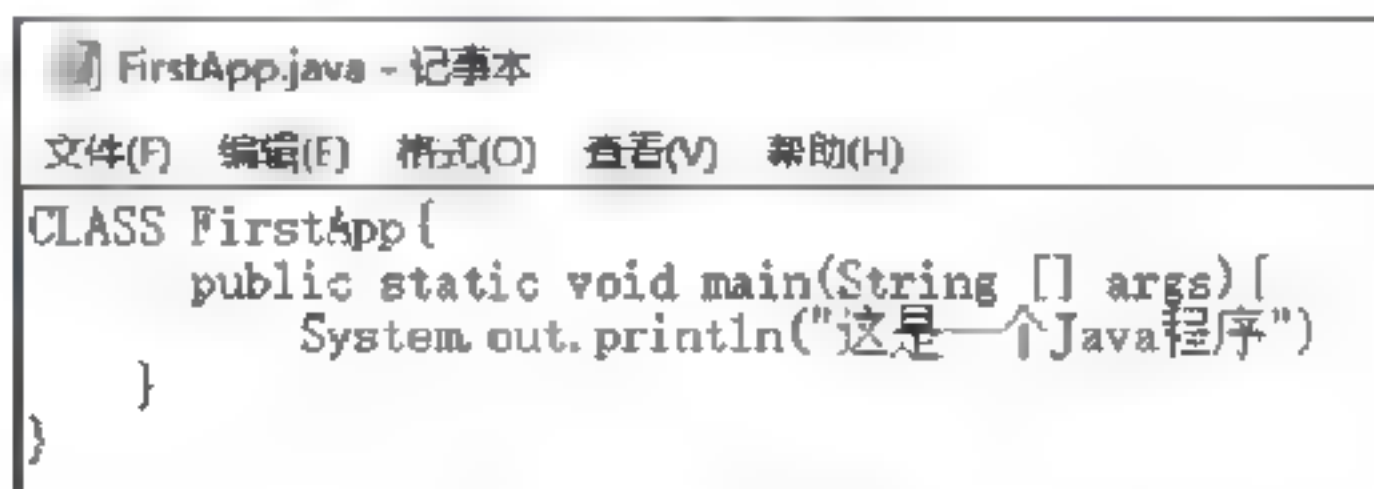 FirstApp.java - 记事本
文件(F) 编辑(E) 格式(O) 查看(V) 帮助(H)
CLASS FirstApp{
public static void main(String [] args){
System.out.println("这是一个Java程序")
}
}